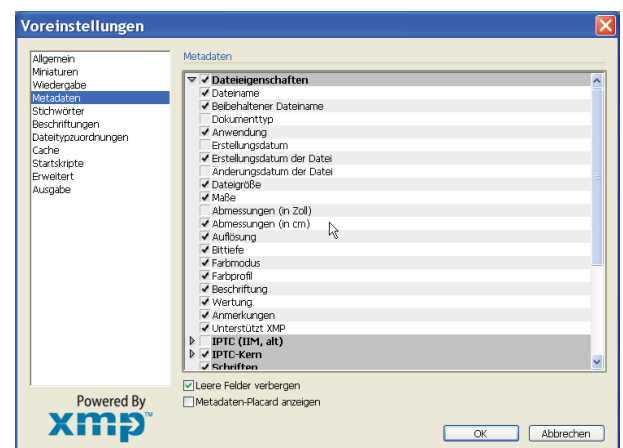 Voreinstellungen
Allgemein
Miniaturen
Wiedergabe
Metadaten
Stichwörter
Beschriftungen
Dateitypzuordnungen
Cache
Startskripte
Erweitert
Ausgabe
Metadaten
Dateieigenschaften
Dateiname
Beibehaltener Dateiname
Dokumenttyp
Anwendung
Erstellungsdatum
Erstellungsdatum der Datei
Änderungsdatum der Datei
Dateigröße
Maße
Abmessungen (in Zoll)
Abmessungen (in cm)
Auflösung
Bittiefe
Farbmodus
Farbprofil
Beschriftung
Wertung
Anmerkungen
Unterstützt XMP
IPTC (IIM, alt)
IPTC-Kern
Schriften
Leere Felder verbergen
Metadaten-Placard anzeigen
Powered By
xmp™
OK
Abbrechen